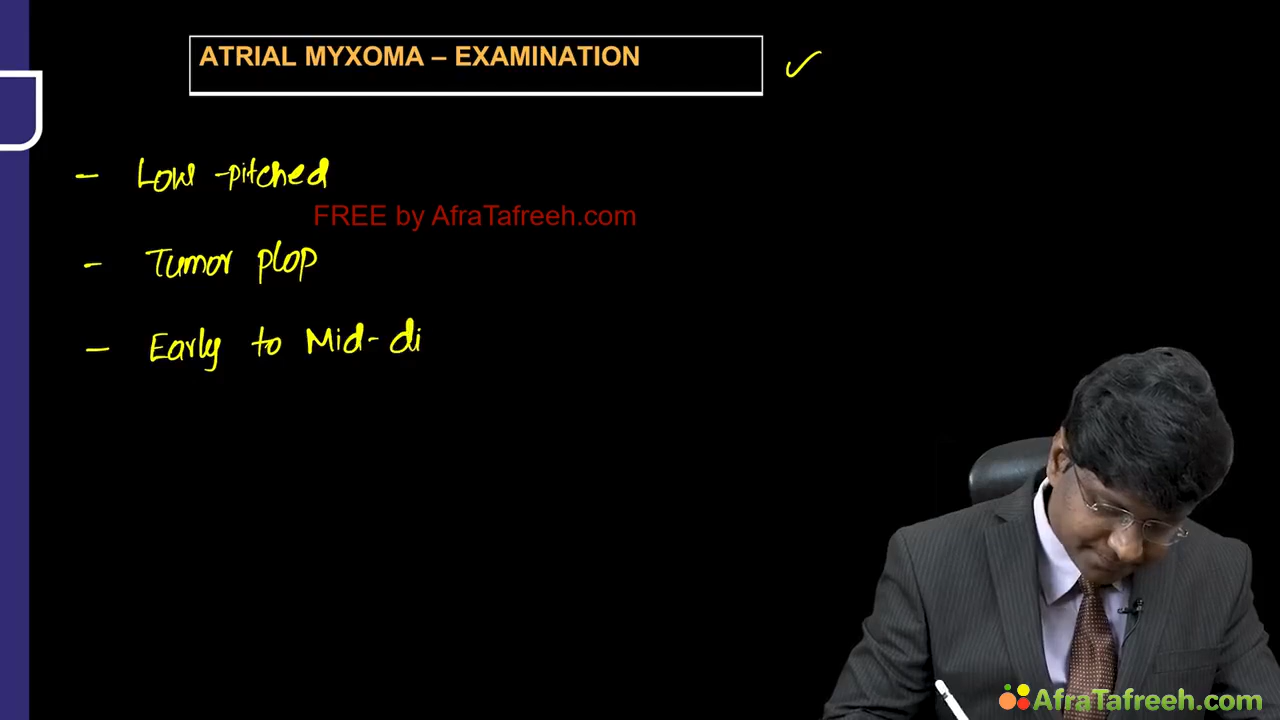 ATRIAL MYXOMA – EXAMINATION
- Low-pitched
FREE by AfraTafreeh.com
- Tumor plop
- Early to Mid-di
AfraTafreeh.com